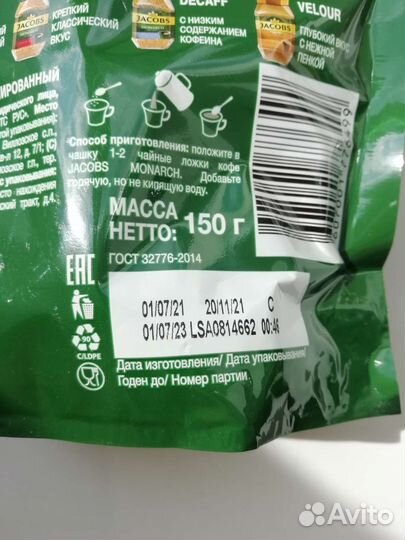 DECAFF
VELOUR
КРЕПКИЙ
КЛАССИЧЕСКИЙ
ВКУС
JACOBS
С НИЗКИМ
СОДЕРЖАНИЕМ
КОФЕИНА
JACOBS
ГЛУБОКИЙ ВКУС
С НЕЖНОЙ
ПЕНКОЙ
Способ приготовления: положите в
чашку 1-2 чайные ложки кофе
JACOBS MONARCH. Добавьте
горячую, но не кипящую воду.
МАССА
НЕТТО: 150 Г
ГОСТ 32776-2014
EAC
01/07/21 20/11/21 C
01/07/23 LSA0814662 00:46
90
C/LDPE
Дата изготовления/ Дата упаковывания/
Годен до/ Номер партии.
Avito